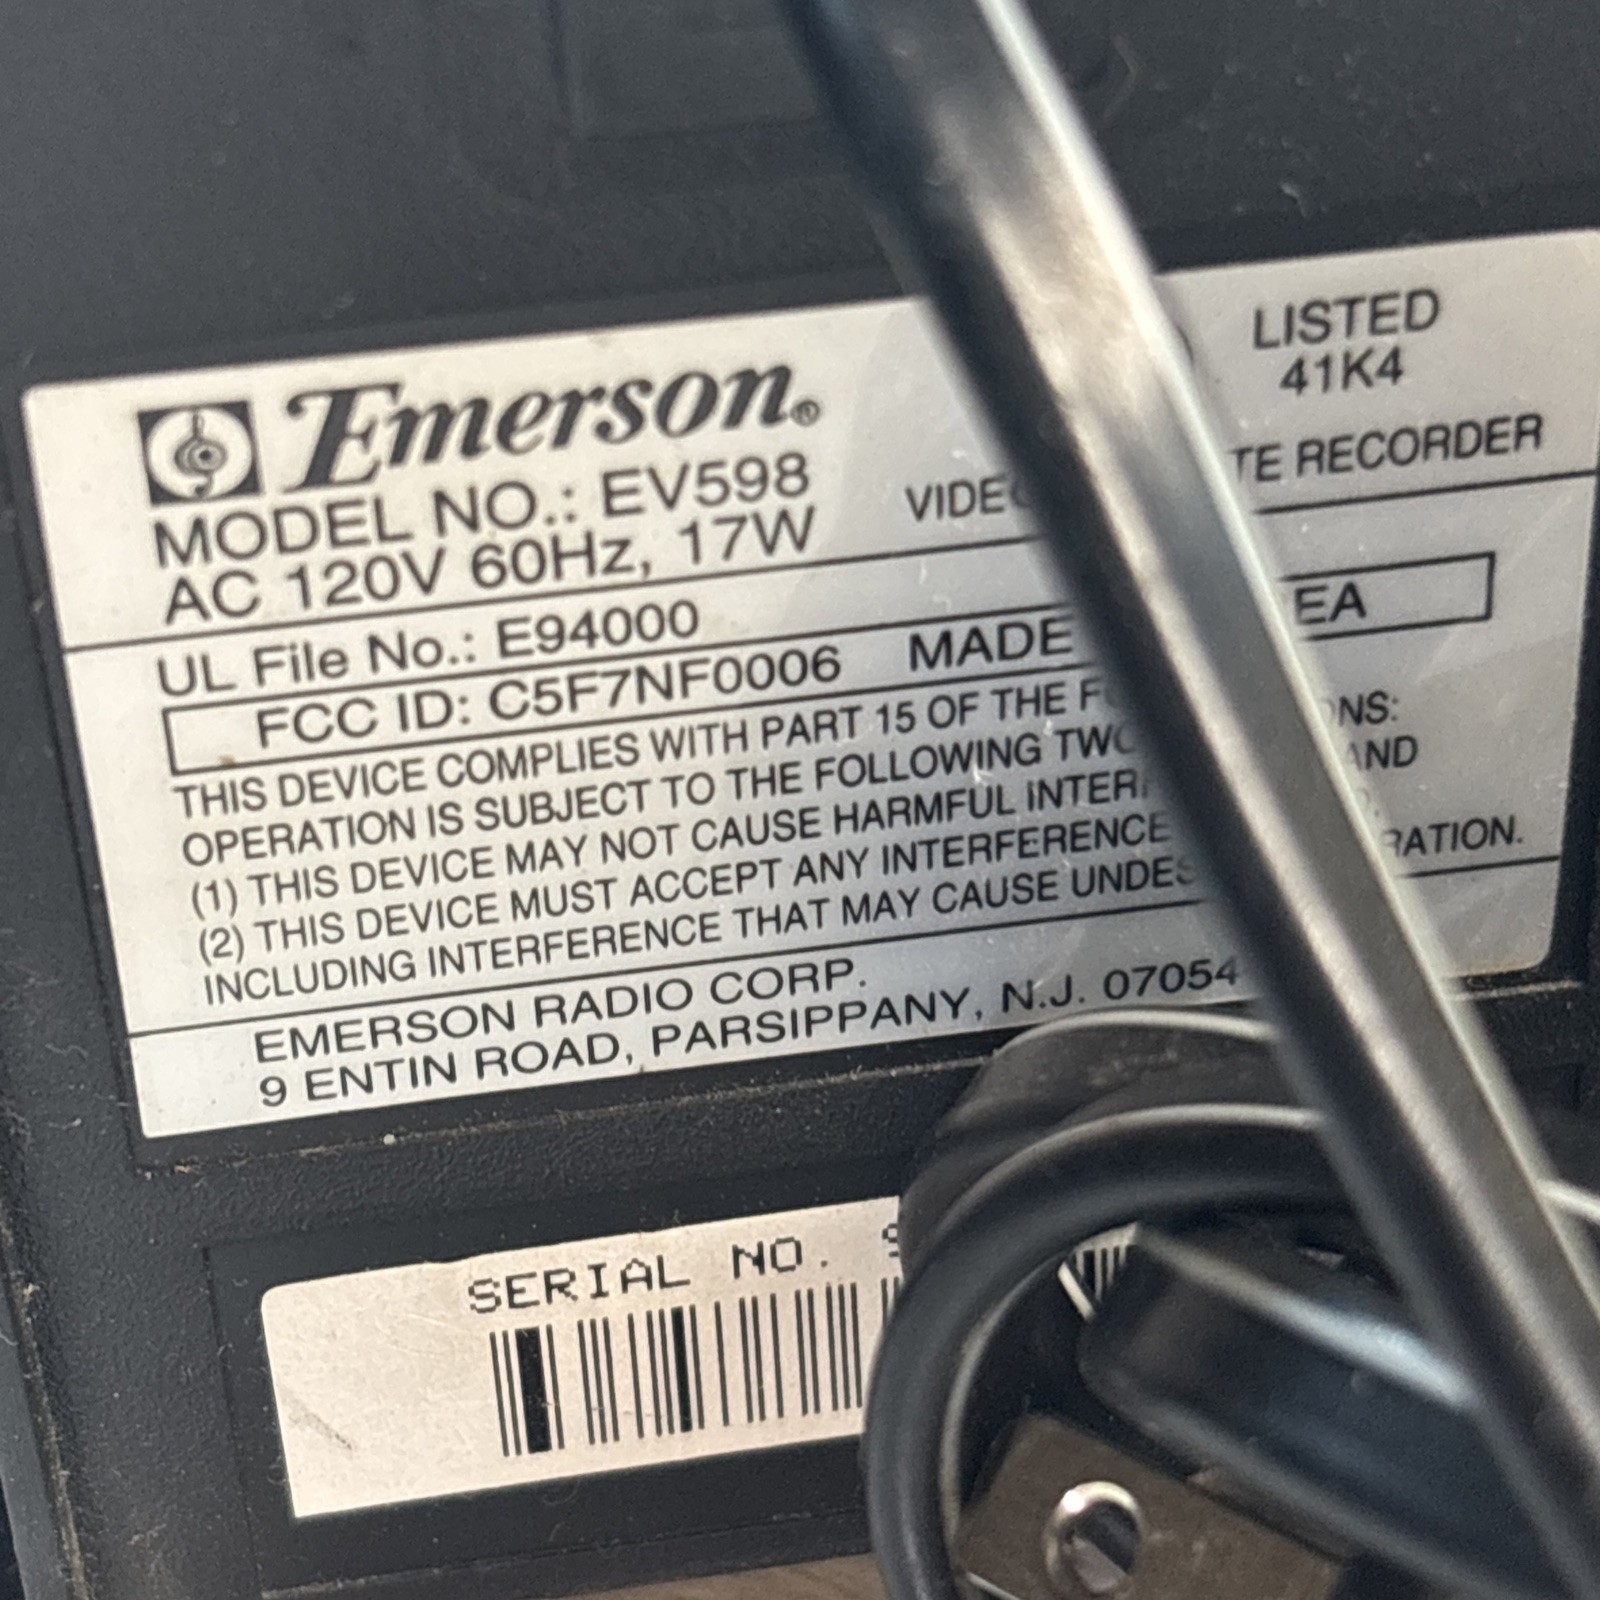 LISTED
41K4
Emerson®
MODEL NO.: EV598
TE RECORDER
AC 120V 60Hz, 17W
UL File No.: E94000
FCC ID: C5F7NF0006 MADE EA
THIS DEVICE COMPLIES WITH PART 15 OF THE
OPERATION IS SUBJECT TO THE FOLLOWING NS:
(1) THIS DEVICE MAY NOT CAUSE HARMFUL AND
(2) THIS DEVICE MUST ACCEPT ANY INTERFERENCE
INCLUDING INTERFERENCE THAT MAY CAUSE RATION.
EMERSON RADIO CORP.
9 ENTIN ROAD, PARSIPPANY, N.J. 07054
SERIAL NO.